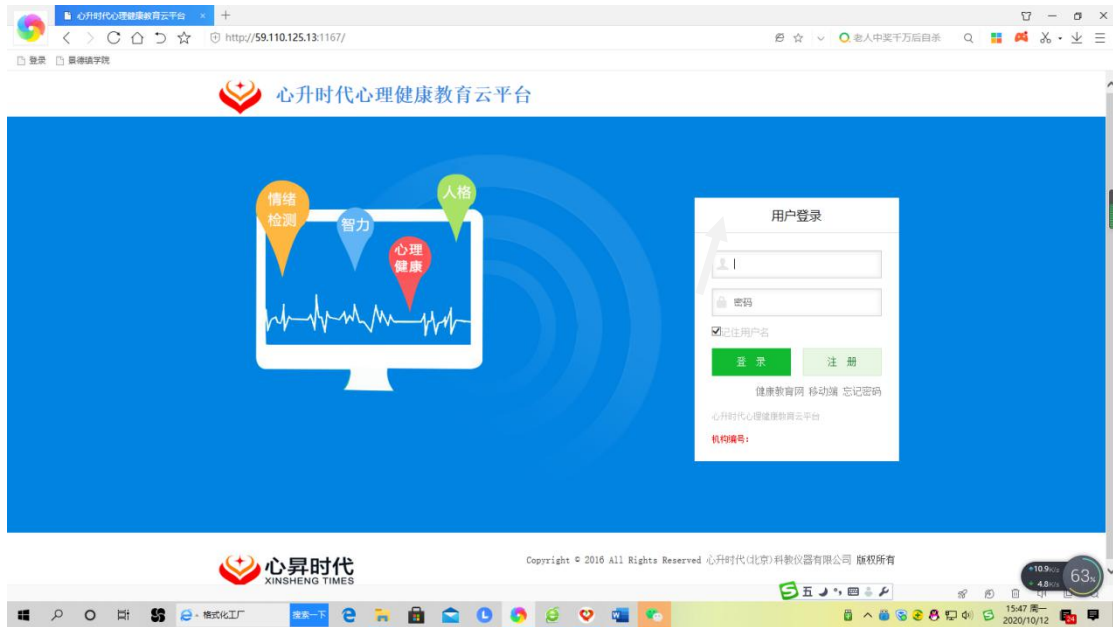 心升时代心理健康教育云平台
http://59.110.125.13:1167/
老人中奖千万后自杀
登录 景德镇学院
心升时代心理健康教育云平台
情绪
检测
智力
人格
心理
健康
用户登录
密码
记住用户名
登 录 注 册
健康教育网 移动端 忘记密码
心升时代心理健康教育云平台
机构编号:
心昇时代
XINSHENG TIMES
Copyright © 2016 All Rights Reserved 心升时代(北京)科教仪器有限公司 版权所有
五
63%
格式化工厂
搜索一下
15:47 周一
2020/10/12